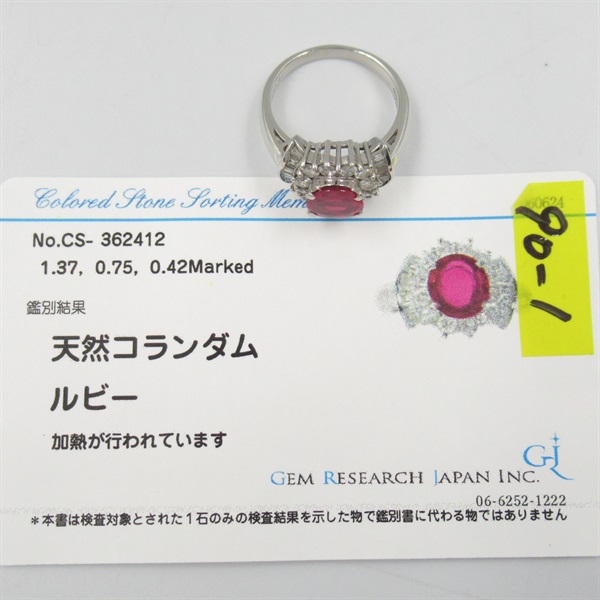 Colored Stone Sorting Mem
60624
90-1
No.CS- 362412
1.37, 0.75, 0.42Marked
鑑別結果
天然コランダム
ルビー
加熱が行われています
GJ
GEM RESEARCH JAPAN INC.
06-6252-1222
*本書は検査対象とされた1石のみの検査結果を示した物で鑑別書に代わる物ではありません